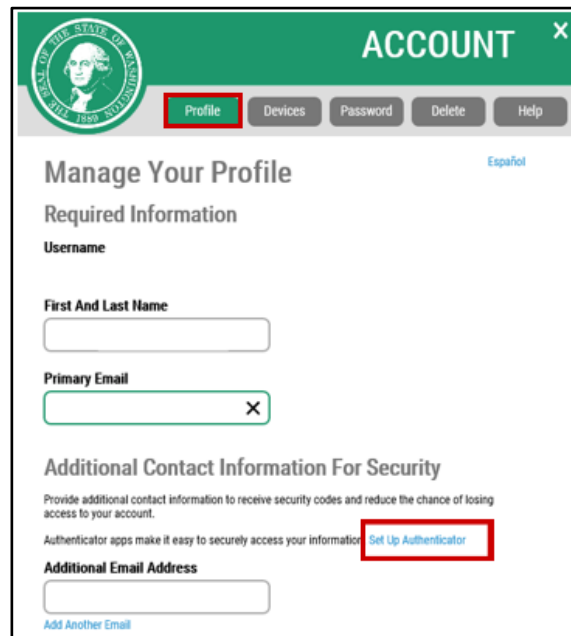 THE SEAL OF THE STATE OF WASHINGTON
1889
ACCOUNT
Profile Devices Password Delete Help
Manage Your Profile
Español
Required Information
Username
First And Last Name
Primary Email
Additional Contact Information For Security
Provide additional contact information to receive security codes and reduce the chance of losing
access to your account.
Authenticator apps make it easy to securely access your information Set Up Authenticator
Additional Email Address
Add Another Email